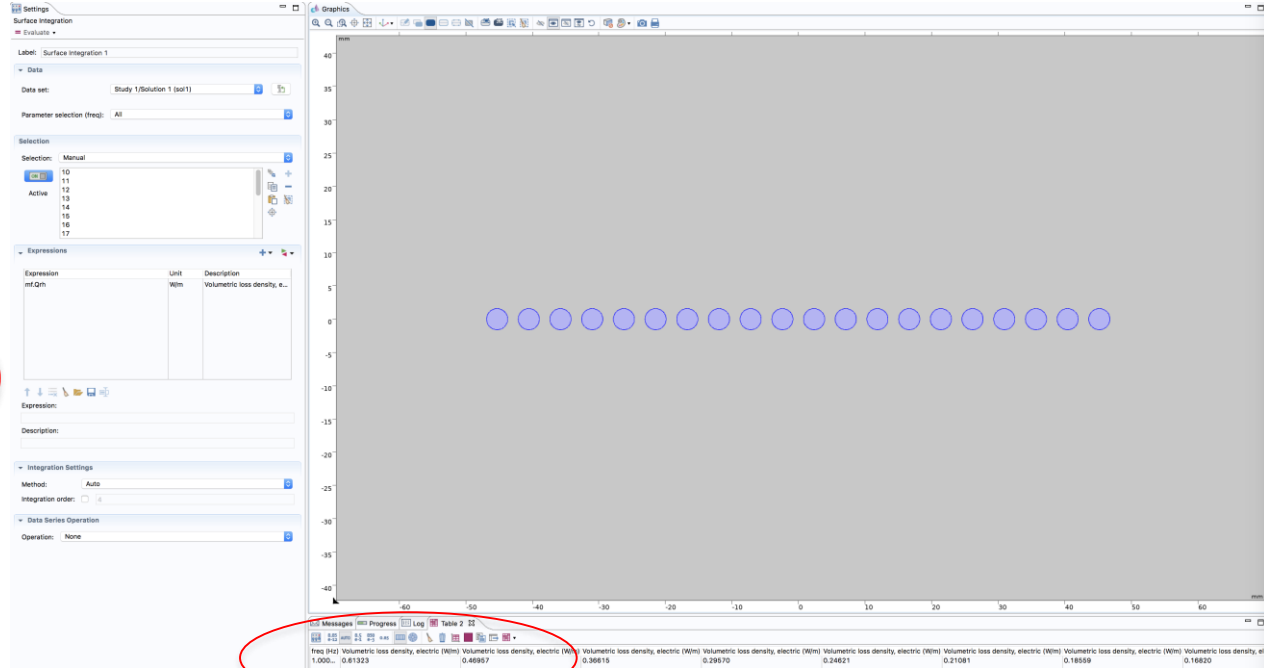 Settings
Surface Integration
= Evaluate
Label: Surface Integration 1
Data
Data set: Study 1/Solution 1 (sol1)
Parameter selection (freq): All
Selection
Selection: Manual
Active
10
11
12
13
14
15
16
17
Expressions
Expression Unit Description
mf.Qrh W/m Volumetric loss density, e...
Expression:
Description:
Integration Settings
Method: Auto
Integration order: 4
Data Series Operation
Operation: None
Graphics
mm
40
35
30
25
20
15
10
5
0
-5
-10
-15
-20
-25
-30
-35
-40
-60 -50 -40 -30 -20 -10 0 10 20 30 40 50 60
mm
Messages Progress Log Table 2
freq (Hz) Volumetric loss density, electric (W/m) Volumetric loss density, electric (W/m) Volumetric loss density, electric (W/m) Volumetric loss density, electric (W/m) Volumetric loss density, electric (W/m) Volumetric loss density, electric (W/m) Volumetric loss density, electric (W/m) Volumetric loss density, el
1.000... 0.61323 0.46957 0.36615 0.29570 0.24621 0.21061 0.18559 0.16820